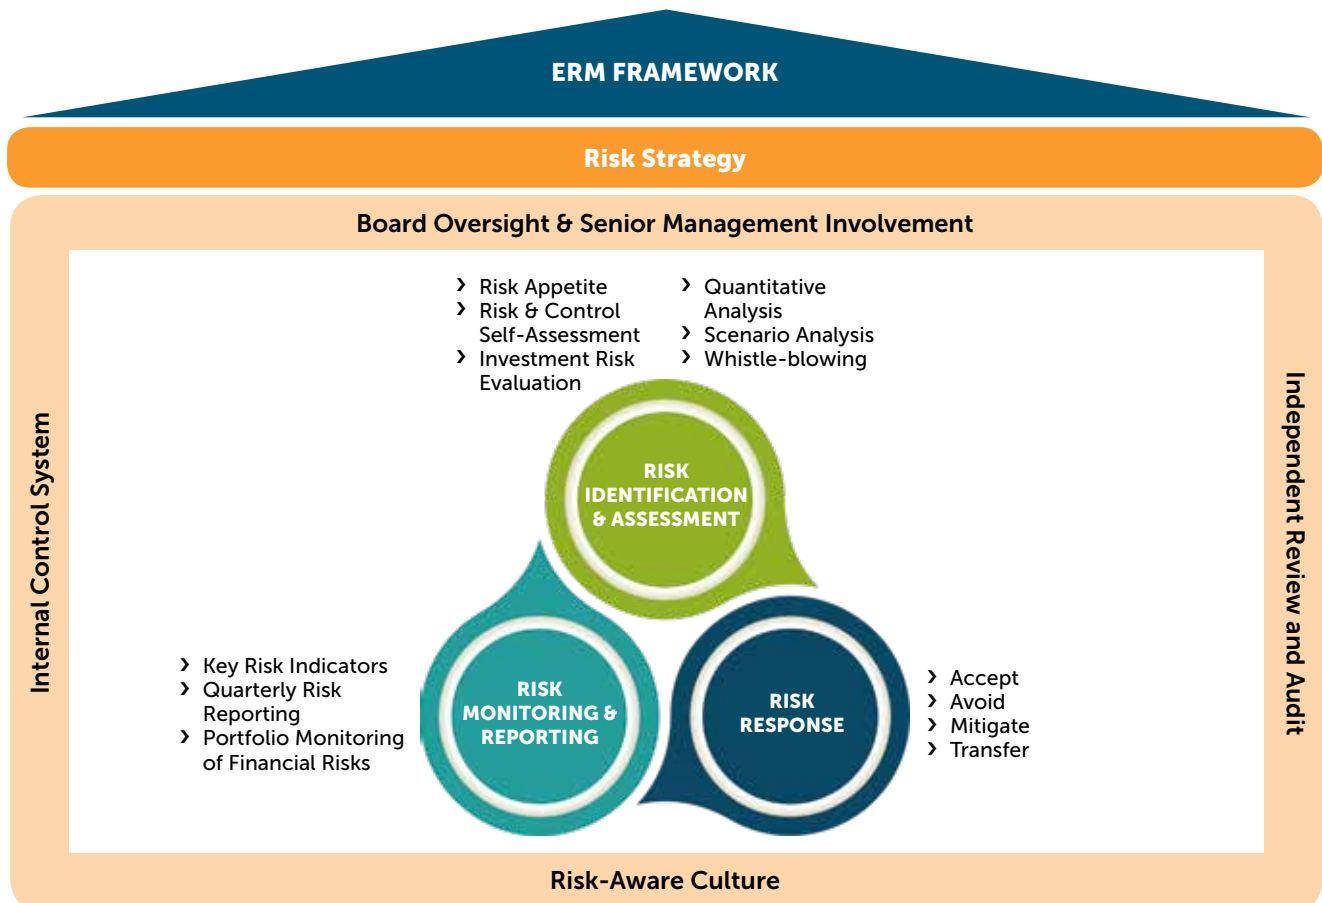 ERM FRAMEWORK
Risk Strategy
Board Oversight & Senior Management Involvement
› Risk Appetite
› Risk & Control
Self-Assessment
› Investment Risk
Evaluation
› Quantitative
Analysis
› Scenario Analysis
› Whistle-blowing
Internal Control System
Independent Review and Audit
RISK
IDENTIFICATION
& ASSESSMENT
› Key Risk Indicators
› Quarterly Risk
Reporting
› Portfolio Monitoring
of Financial Risks
RISK
MONITORING &
REPORTING
RISK
RESPONSE
› Accept
› Avoid
› Mitigate
› Transfer
Risk-Aware Culture